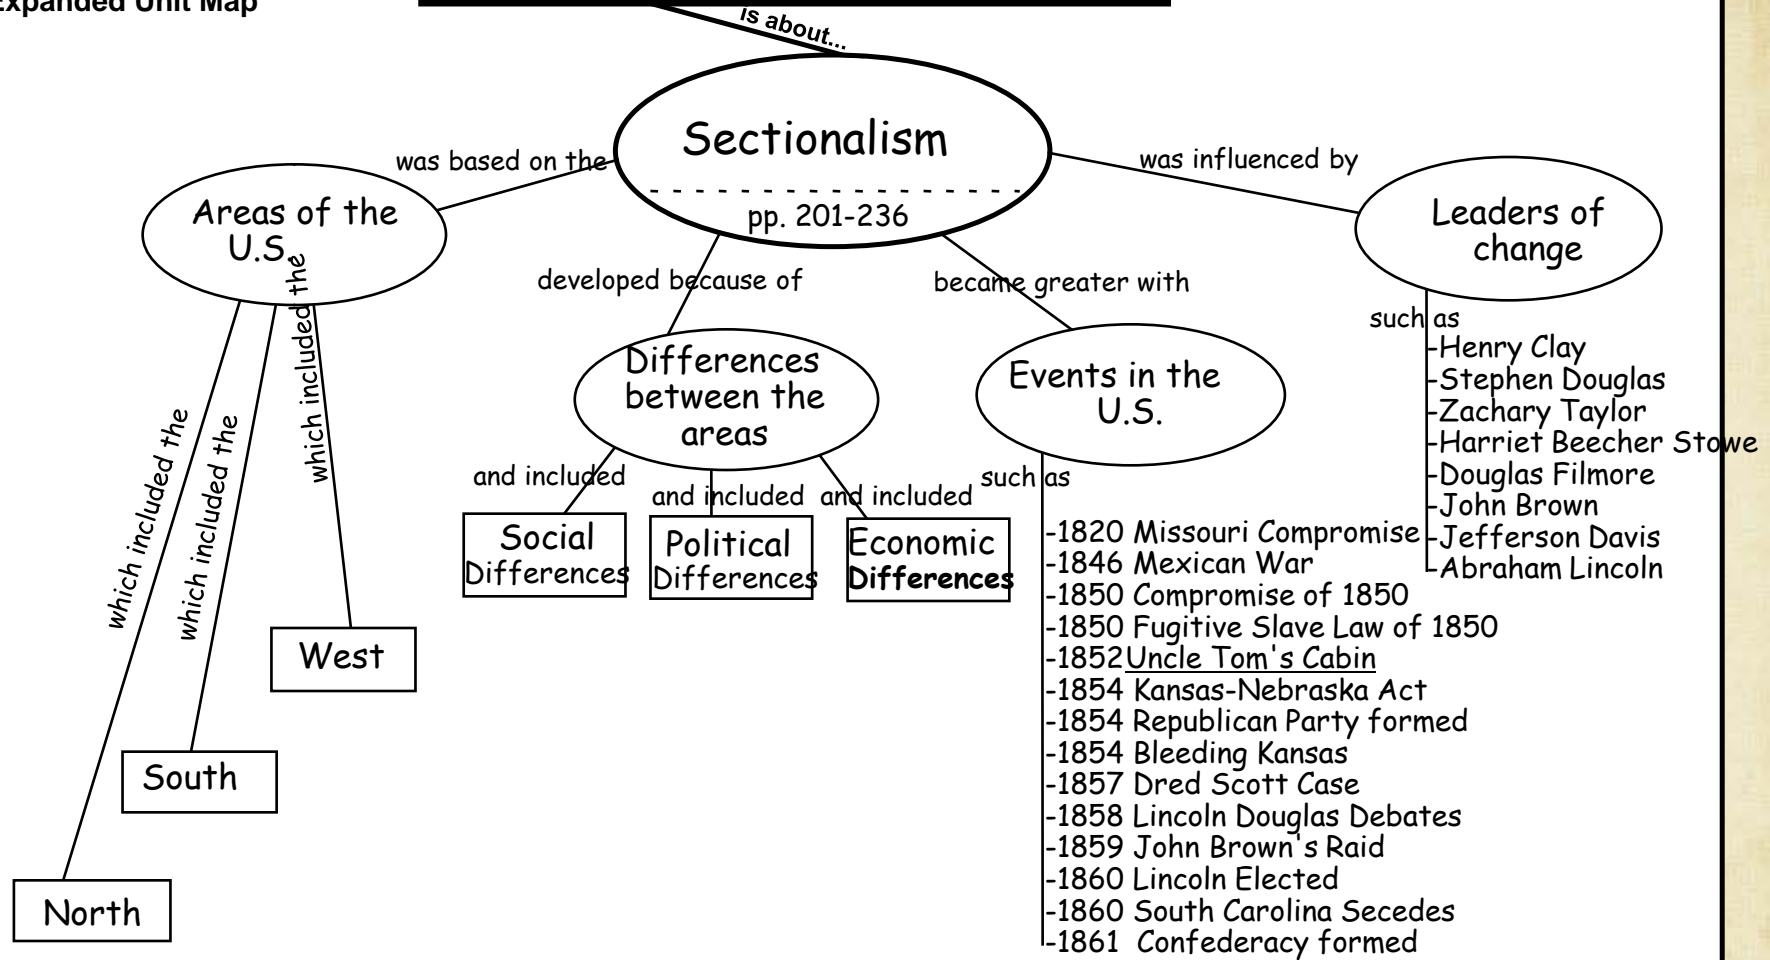 Expanded Unit Map
is about...
Sectionalism
pp. 201-236
was based on the
Areas of the
U.S.
which included the
which included the
which included the
North
South
West
developed because of
Differences
between the
areas
and included
Social
Differences
and included
Political
Differences
and included
Economic
Differences
became greater with
Events in the
U.S.
such as
-1820 Missouri Compromise
-1846 Mexican War
-1850 Compromise of 1850
-1850 Fugitive Slave Law of 1850
-1852 Uncle Tom's Cabin
-1854 Kansas-Nebraska Act
-1854 Republican Party formed
-1854 Bleeding Kansas
-1857 Dred Scott Case
-1858 Lincoln Douglas Debates
-1859 John Brown's Raid
-1860 Lincoln Elected
-1860 South Carolina Secedes
-1861 Confederacy formed
was influenced by
Leaders of
change
such as
-Henry Clay
-Stephen Douglas
-Zachary Taylor
-Harriet Beecher Stowe
-Douglas Filmore
-John Brown
-Jefferson Davis
-Abraham Lincoln